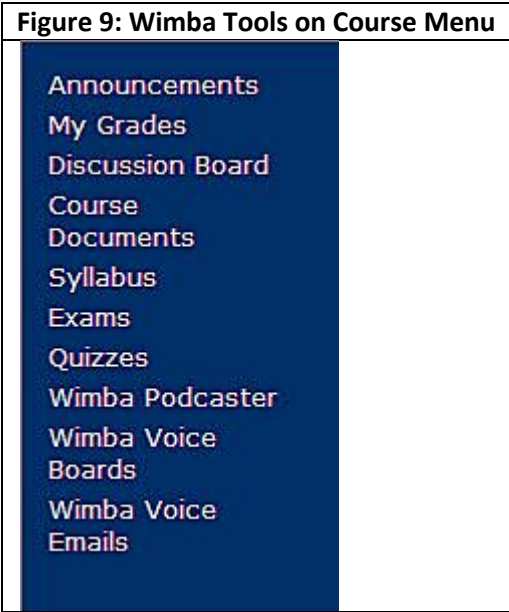 Figure 9: Wimba Tools on Course Menu
Announcements
My Grades
Discussion Board
Course
Documents
Syllabus
Exams
Quizzes
Wimba Podcaster
Wimba Voice
Boards
Wimba Voice
Emails